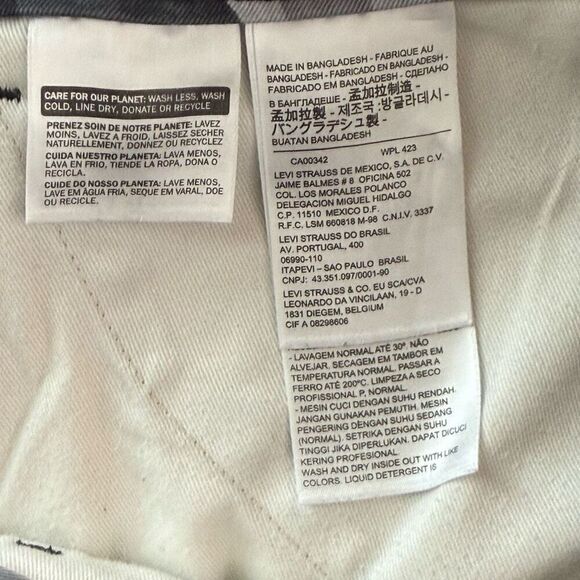 CARE FOR OUR PLANET: WASH LESS, WASH
COLD, LINE DRY, DONATE OR RECYCLE
PRENEZ SOIN DE NOTRE PLANETE: LAVEZ
MOINS, LAVEZ A FROID, LAISSEZ SECHER
NATURELLEMENT, DONNEZ OU RECYCLEZ
CUIDA NUESTRO PLANETA: LAVA MENOS,
LAVA EN FRIO, TIENDE LA ROPA, DONA O
RECICLA.
CUIDE DO NOSSO PLANETA: LAVE MENOS,
LAVE EM ÁGUA FRIA, SEQUE EM VARAL, DOE
OU RECICLE.
MADE IN BANGLADESH - FABRIQUE AU
BANGLADESH - FABRICADO EN BANGLADESH -
FABRICADO EM BANGLADESH - СДЕЛАНО
В БАНГЛАДЕШЕ - 孟加拉制造 -
孟加拉製 - 제조국 :방글라데시 -
バングラデシュ製 -
BUATAN BANGLADESH
CA00342 WPL 423
LEVI STRAUSS DE MEXICO, S.A. DE C.V.
JAIME BALMES # 8 OFICINA 502
COL. LOS MORALES POLANCO
DELEGACION MIGUEL HIDALGO
C.P. 11510 MEXICO D.F.
R.F.C. LSM 660818 M-98 C.N.I.V. 3337
LEVI STRAUSS DO BRASIL
AV. PORTUGAL, 400
06990-110
ITAPEVI – SAO PAULO BRASIL
CNPJ: 43.351.097/0001-90
LEVI STRAUSS & CO. EU SCA/CVA
LEONARDO DA VINCILAAN, 19 - D
1831 DIEGEM, BELGIUM
CIF A 08298606
- LAVAGEM NORMAL ATÉ 30º. NÃO
ALVEJAR. SECAGEM EM TAMBOR EM
TEMPERATURA NORMAL. PASSAR A
FERRO ATÉ 200ºC. LIMPEZA A SECO
PROFISSIONAL P, NORMAL.
- MESIN CUCI DENGAN SUHU RENDAH.
JANGAN GUNAKAN PEMUTIH. MESIN
PENGERING DENGAN SUHU SEDANG
(NORMAL). SETRIKA DENGAN SUHU
TINGGI JIKA DIPERLUKAN. DAPAT DICUCI
KERING PROFESIONAL.
WASH AND DRY INSIDE OUT WITH LIKE
COLORS. LIQUID DETERGENT IS